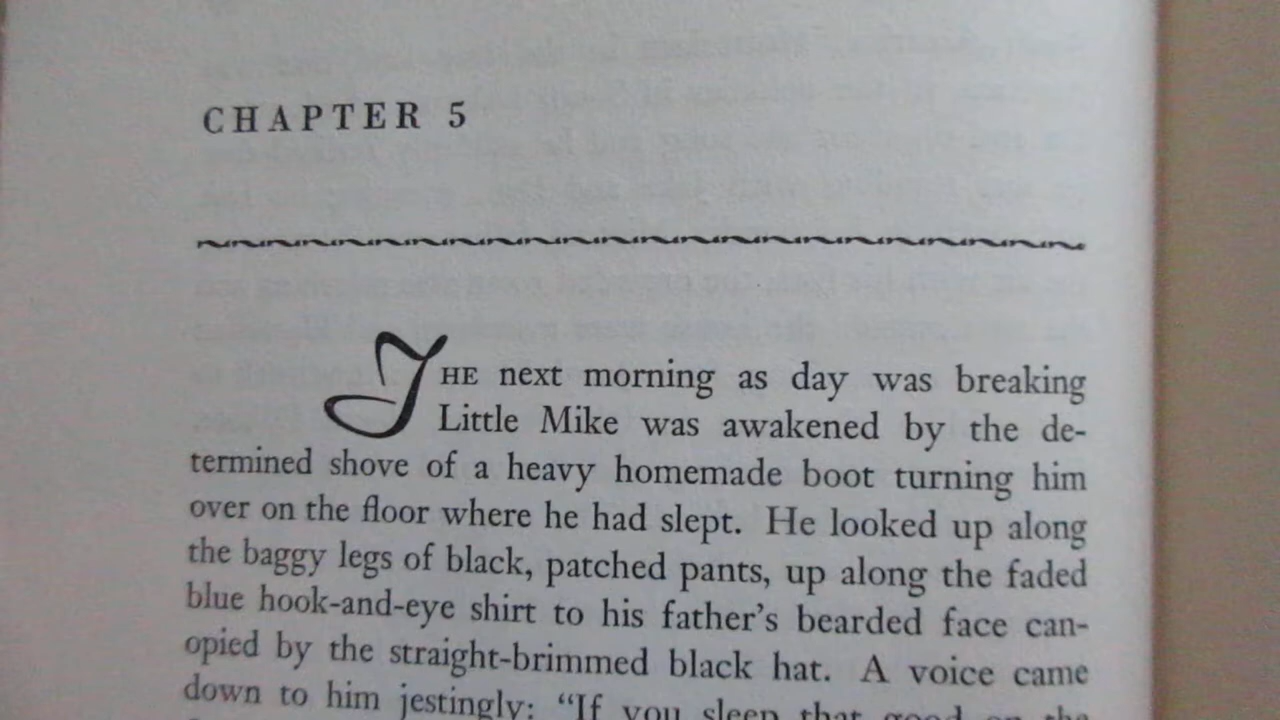 CHAPTER 5
THE next morning as day was breaking
Little Mike was awakened by the de-
termined shove of a heavy homemade boot turning him
over on the floor where he had slept. He looked up along
the baggy legs of black, patched pants, up along the faded
blue hook-and-eye shirt to his father's bearded face can-
opied by the straight-brimmed black hat. A voice came
down to him jestingly: “If you sleep that good on the